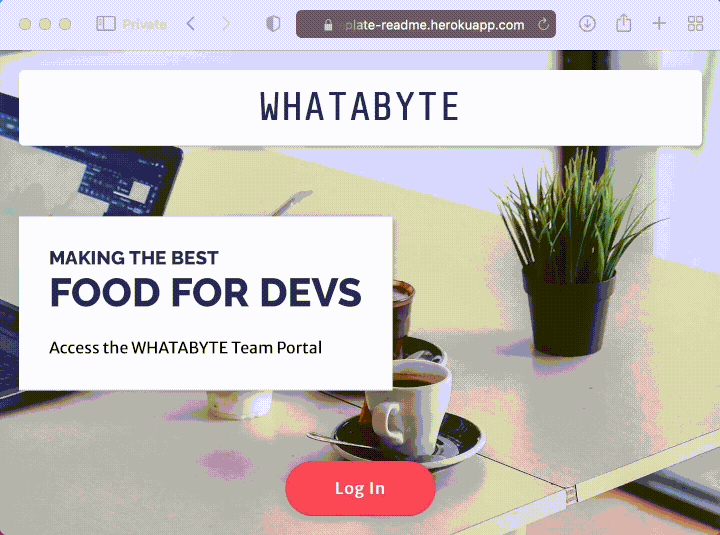 Private
plate-readme.herokuapp.com
WHATABYTE
MAKING THE BEST
FOOD FOR DEVS
Access the WHATABYTE Team Portal
Log In